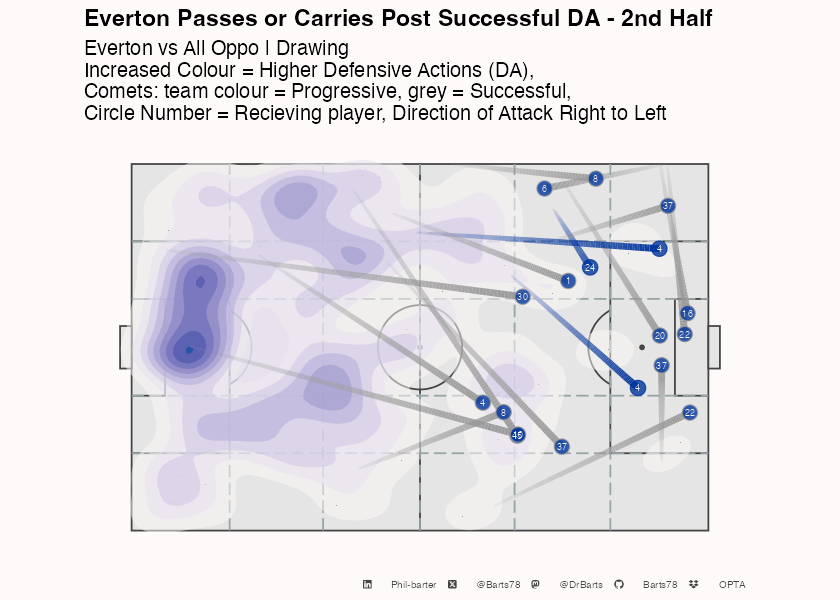 Everton Passes or Carries Post Successful DA - 2nd Half
Everton vs All Oppo | Drawing
Increased Colour = Higher Defensive Actions (DA),
Comets: team colour = Progressive, grey = Successful,
Circle Number = Recieving player, Direction of Attack Right to Left
8
6
37
4
24
1
30
16
20
22
37
4
4
8
22
45
37
Phil-barter @Barts78 @DrBarts Barts78 OPTA